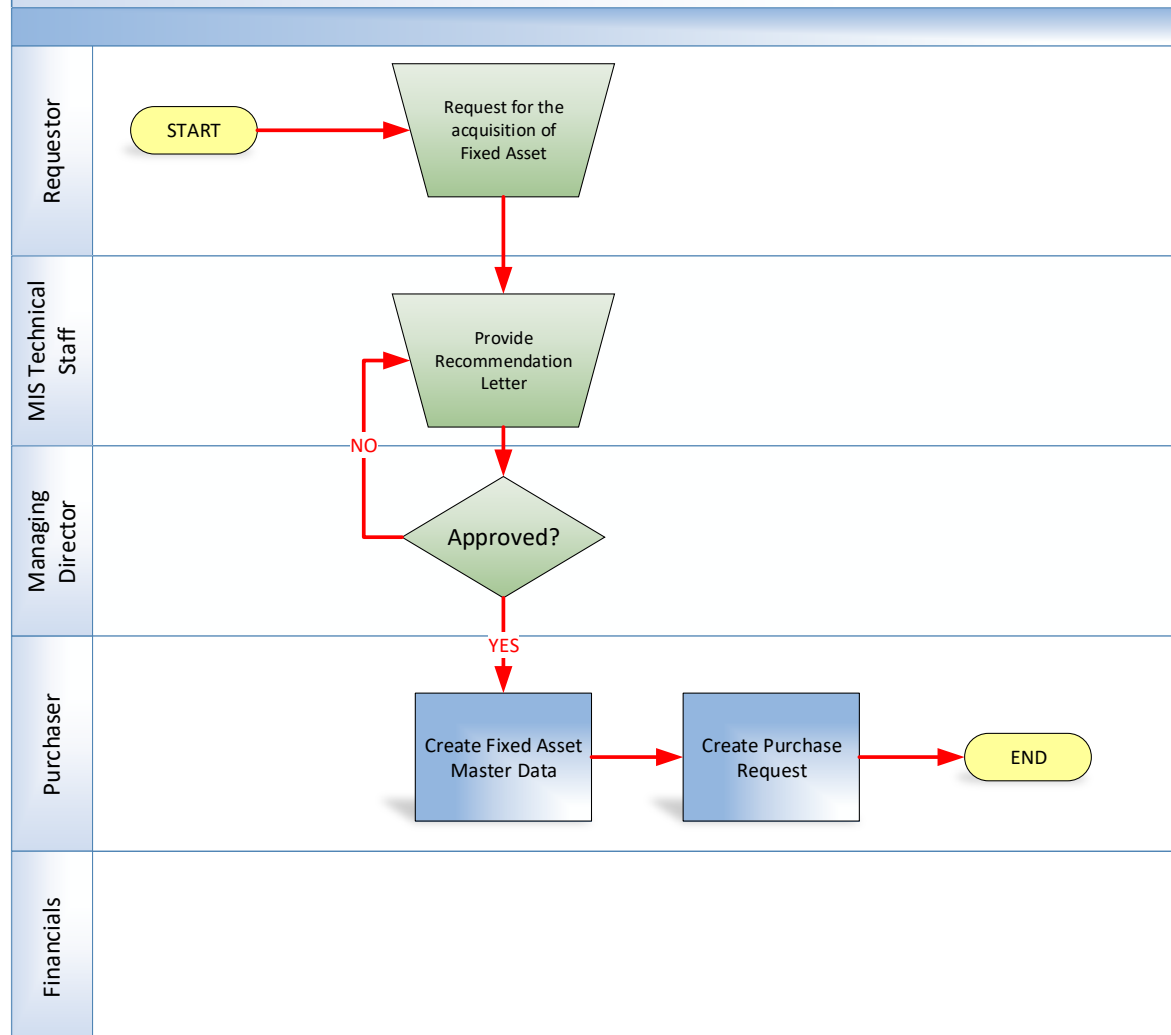 Requestor
START
Request for the
acquisition of
Fixed Asset
MIS Technical
Staff
Provide
Recommendation
Letter
NO
Managing
Director
Approved?
YES
Purchaser
Create Fixed Asset
Master Data
Create Purchase
Request
END
Financials